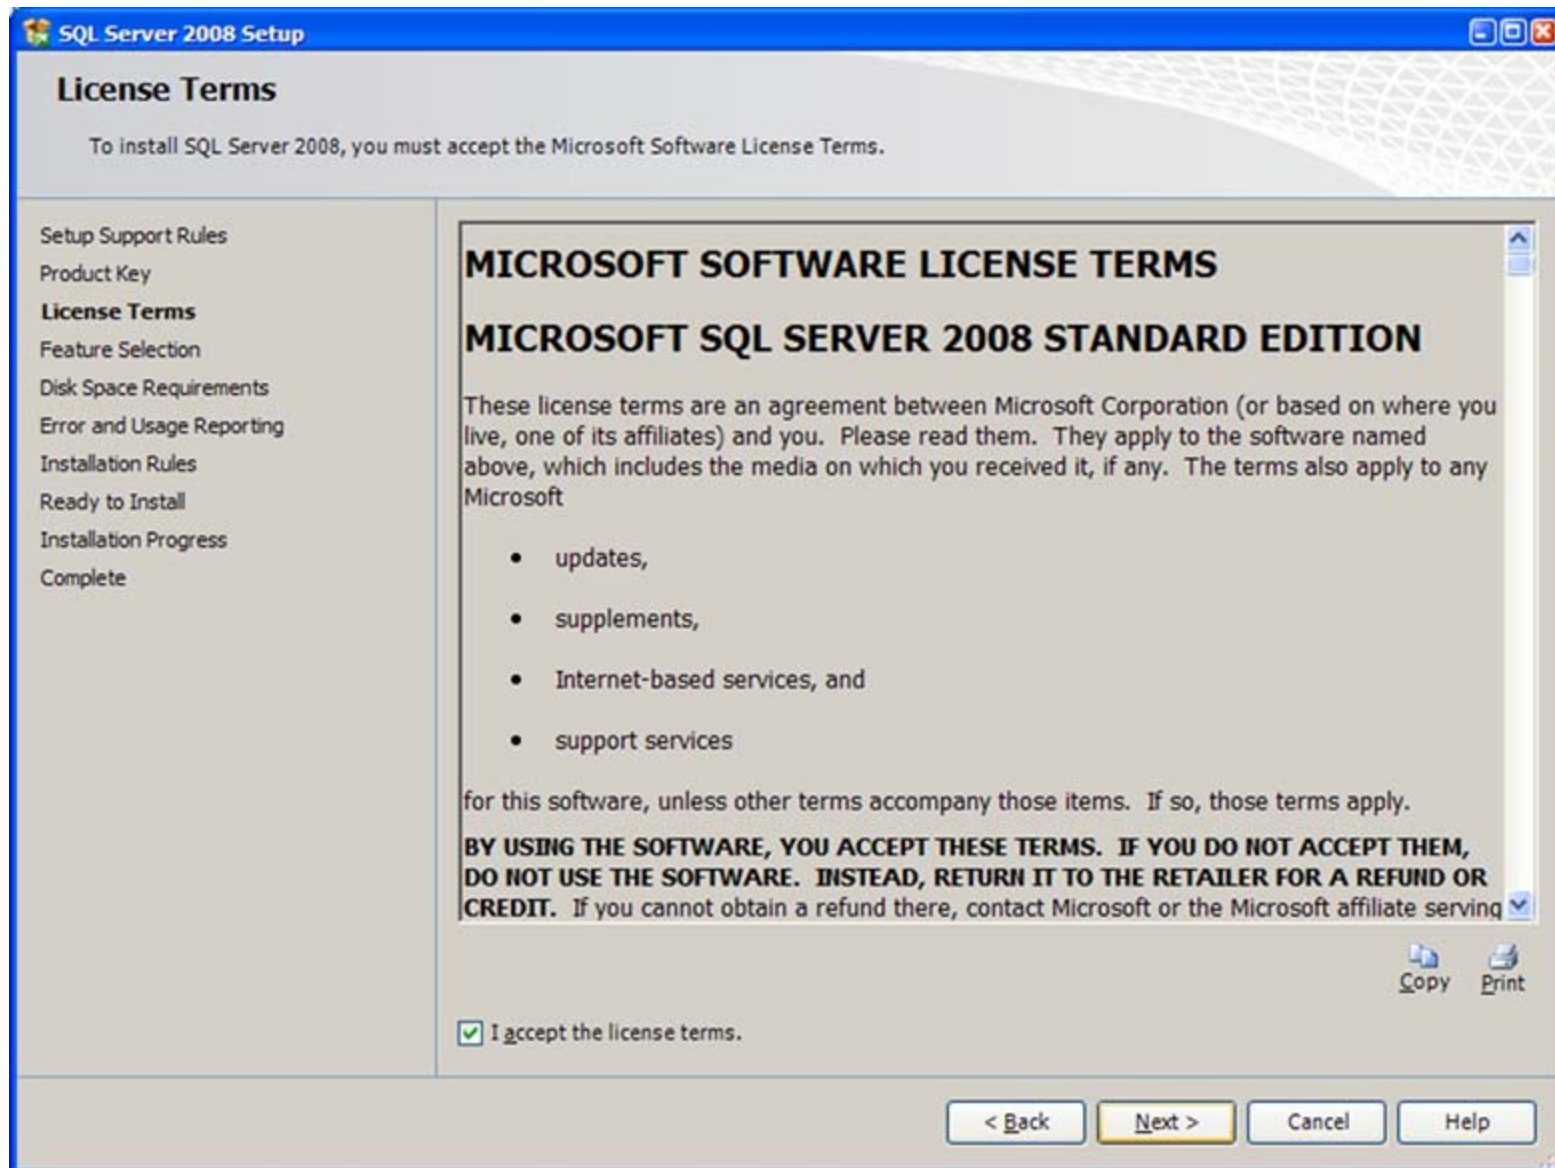 SQL Server 2008 Setup
License Terms
To install SQL Server 2008, you must accept the Microsoft Software License Terms.
Setup Support Rules
Product Key
License Terms
Feature Selection
Disk Space Requirements
Error and Usage Reporting
Installation Rules
Ready to Install
Installation Progress
Complete
MICROSOFT SOFTWARE LICENSE TERMS
MICROSOFT SQL SERVER 2008 STANDARD EDITION
These license terms are an agreement between Microsoft Corporation (or based on where you
live, one of its affiliates) and you.  Please read them.  They apply to the software named
above, which includes the media on which you received it, if any.  The terms also apply to any
Microsoft
• updates,
• supplements,
• Internet-based services, and
• support services
for this software, unless other terms accompany those items.  If so, those terms apply.
BY USING THE SOFTWARE, YOU ACCEPT THESE TERMS.  IF YOU DO NOT ACCEPT THEM,
DO NOT USE THE SOFTWARE.  INSTEAD, RETURN IT TO THE RETAILER FOR A REFUND OR
CREDIT.  If you cannot obtain a refund there, contact Microsoft or the Microsoft affiliate serving
Copy Print
I accept the license terms.
< Back Next > Cancel Help